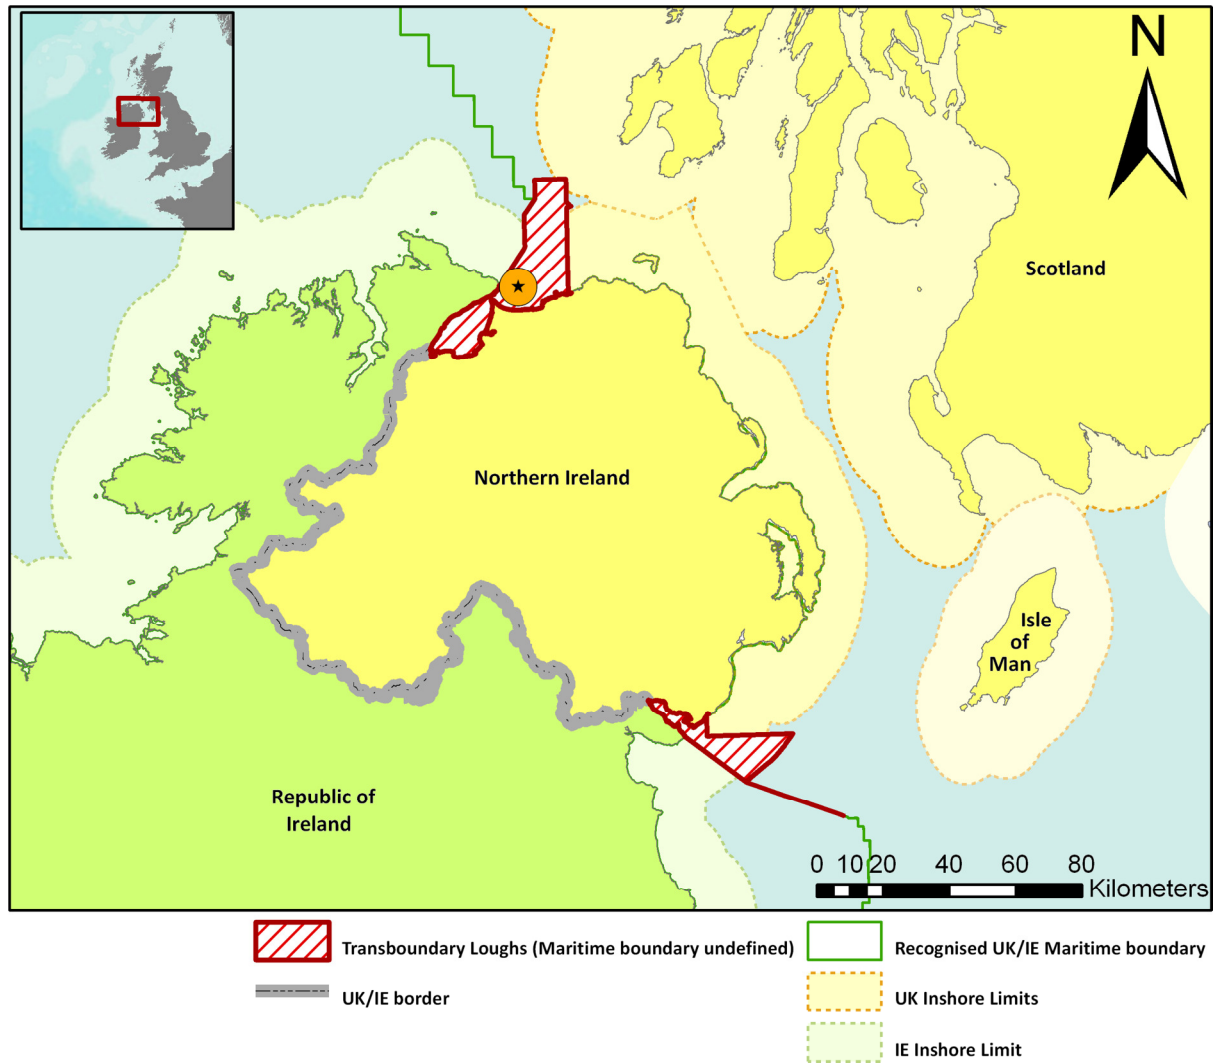 N
Scotland
Northern Ireland
Isle
of
Man
Republic of
Ireland
0 10 20 40 60 80
Kilometers
Transboundary Loughs (Maritime boundary undefined)
Recognised UK/IE Maritime boundary
UK/IE border
UK Inshore Limits
IE Inshore Limit